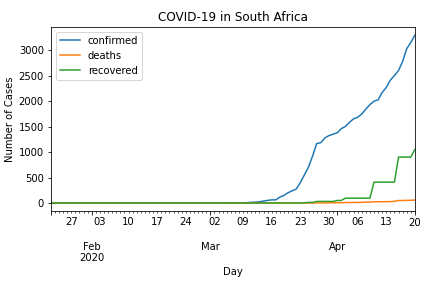 COVID-19 in South Africa
confirmed
deaths
recovered
Number of Cases
3000
2500
2000
1500
1000
500
0
27 03 10 17 24 02 09 16 23 30 06 13 20
Feb Mar Apr
2020
Day